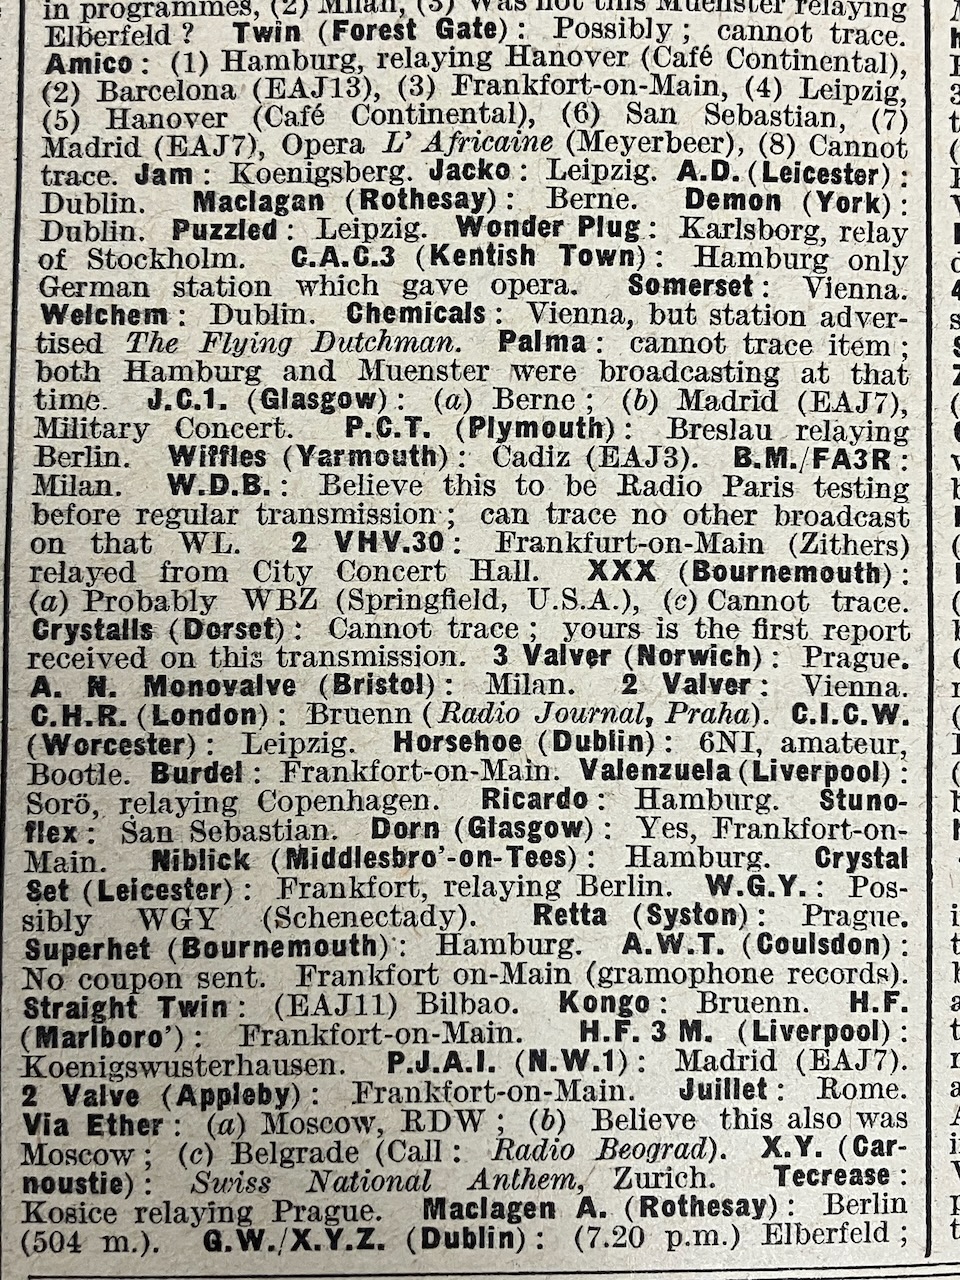 in programmes, (2) Milan, (3) Was not this Muenster relaying
Elberfeld ? Twin (Forest Gate) : Possibly ; cannot trace.
Amico : (1) Hamburg, relaying Hanover (Café Continental),
(2) Barcelona (EAJ13), (3) Frankfort-on-Main, (4) Leipzig,
(5) Hanover (Café Continental), (6) San Sebastian, (7)
Madrid (EAJ7), Opera L' Africaine (Meyerbeer), (8) Cannot
trace. Jam : Koenigsberg. Jacko : Leipzig. A.D. (Leicester) :
Dublin. Maclagan (Rothesay) : Berne. Demon (York) :
Dublin. Puzzled : Leipzig. Wonder Plug : Karlsborg, relay
of Stockholm. C.A.C.3 (Kentish Town) : Hamburg only
German station which gave opera. Somerset : Vienna.
Welchem : Dublin. Chemicals : Vienna, but station adver-
tised The Flying Dutchman. Palma : cannot trace item ;
both Hamburg and Muenster were broadcasting at that
time. J.C.1. (Glasgow) : (a) Berne ; (b) Madrid (EAJ7),
Military Concert. P.C.T. (Plymouth) : Breslau relaying
Berlin. Wiffles (Yarmouth) : Cadiz (EAJ3). B.M./FA3R :
Milan. W.D.B. : Believe this to be Radio Paris testing
before regular transmission ; can trace no other broadcast
on that WL. 2 VHV.30 : Frankfurt-on-Main (Zithers)
relayed from City Concert Hall. XXX (Bournemouth) :
(a) Probably WBZ (Springfield, U.S.A.), (c) Cannot trace.
Crystalls (Dorset) : Cannot trace ; yours is the first report
received on this transmission. 3 Valver (Norwich) : Prague.
A. N. Monovalve (Bristol) : Milan. 2 Valver : Vienna.
C.H.R. (London) : Bruenn (Radio Journal, Praha). C.I.C.W.
(Worcester) : Leipzig. Horsehoe (Dublin) : 6NI, amateur,
Bootle. Burdel : Frankfort-on-Main. Valenzuela (Liverpool) :
Sorö, relaying Copenhagen. Ricardo : Hamburg. Stuno-
flex : San Sebastian. Dorn (Glasgow) : Yes, Frankfort-on-
Main. Niblick (Middlesbro'-on-Tees) : Hamburg. Crystal
Set (Leicester) : Frankfort, relaying Berlin. W.G.Y. : Pos-
sibly WGY (Schenectady). Retta (Syston) : Prague.
Superhet (Bournemouth) : Hamburg. A.W.T. (Coulsdon) :
No coupon sent. Frankfort on-Main (gramophone records).
Straight Twin : (EAJ11) Bilbao. Kongo : Bruenn. H.F.
(Marlboro') : Frankfort-on-Main. H.F. 3 M. (Liverpool) :
Koenigswusterhausen. P.J.A.I. (N.W.1) : Madrid (EAJ7).
2 Valve (Appleby) : Frankfort-on-Main. Juillet : Rome.
Via Ether : (a) Moscow, RDW ; (b) Believe this also was
Moscow ; (c) Belgrade (Call : Radio Beograd). X.Y. (Car-
noustie) : Swiss National Anthem, Zurich. Tecrease :
Kosice relaying Prague. Maclagen A. (Rothesay) : Berlin
(504 m.). G.W./X.Y.Z. (Dublin) : (7.20 p.m.) Elberfeld ;